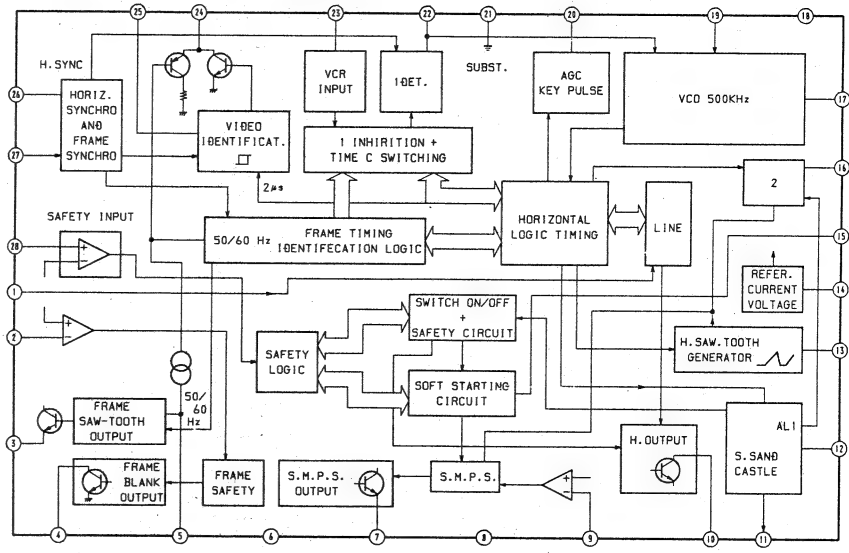 25
24
23
22
21
20
19
18
H.SYNC
SUBST.
26
HORIZ.
SYNCHRO
AND
FRAME
SYNCHRO
27
VIDEO
IDENTIFICAT.
VCR
INPUT
1 DET.
AGC
KEY PULSE
VCO 500KHz
17
1 INHIRITION +
TIME C SWITCHING
2µs
16
2
SAFETY INPUT
50/60 Hz
FRAME TIMING
IDENTIFECATION LOGIC
HORIZONTAL
LOGIC TIMING
LINE
15
28
+
−
1
REFER.
CURRENT
VOLTAGE
14
2
+
−
SWITCH ON/OFF
+
SAFETY CIRCUIT
SAFETY
LOGIC
H.SAW.TOOTH
GENERATOR
13
SOFT STARTING
CIRCUIT
50/
60
Hz
FRAME
SAW-TOOTH
OUTPUT
3
AL1
S.SAND
CASTLE
12
H.OUTPUT
FRAME
BLANK
OUTPUT
FRAME
SAFETY
S.M.P.S.
OUTPUT
S.M.P.S.
+
−
4
5
6
7
8
9
10
11